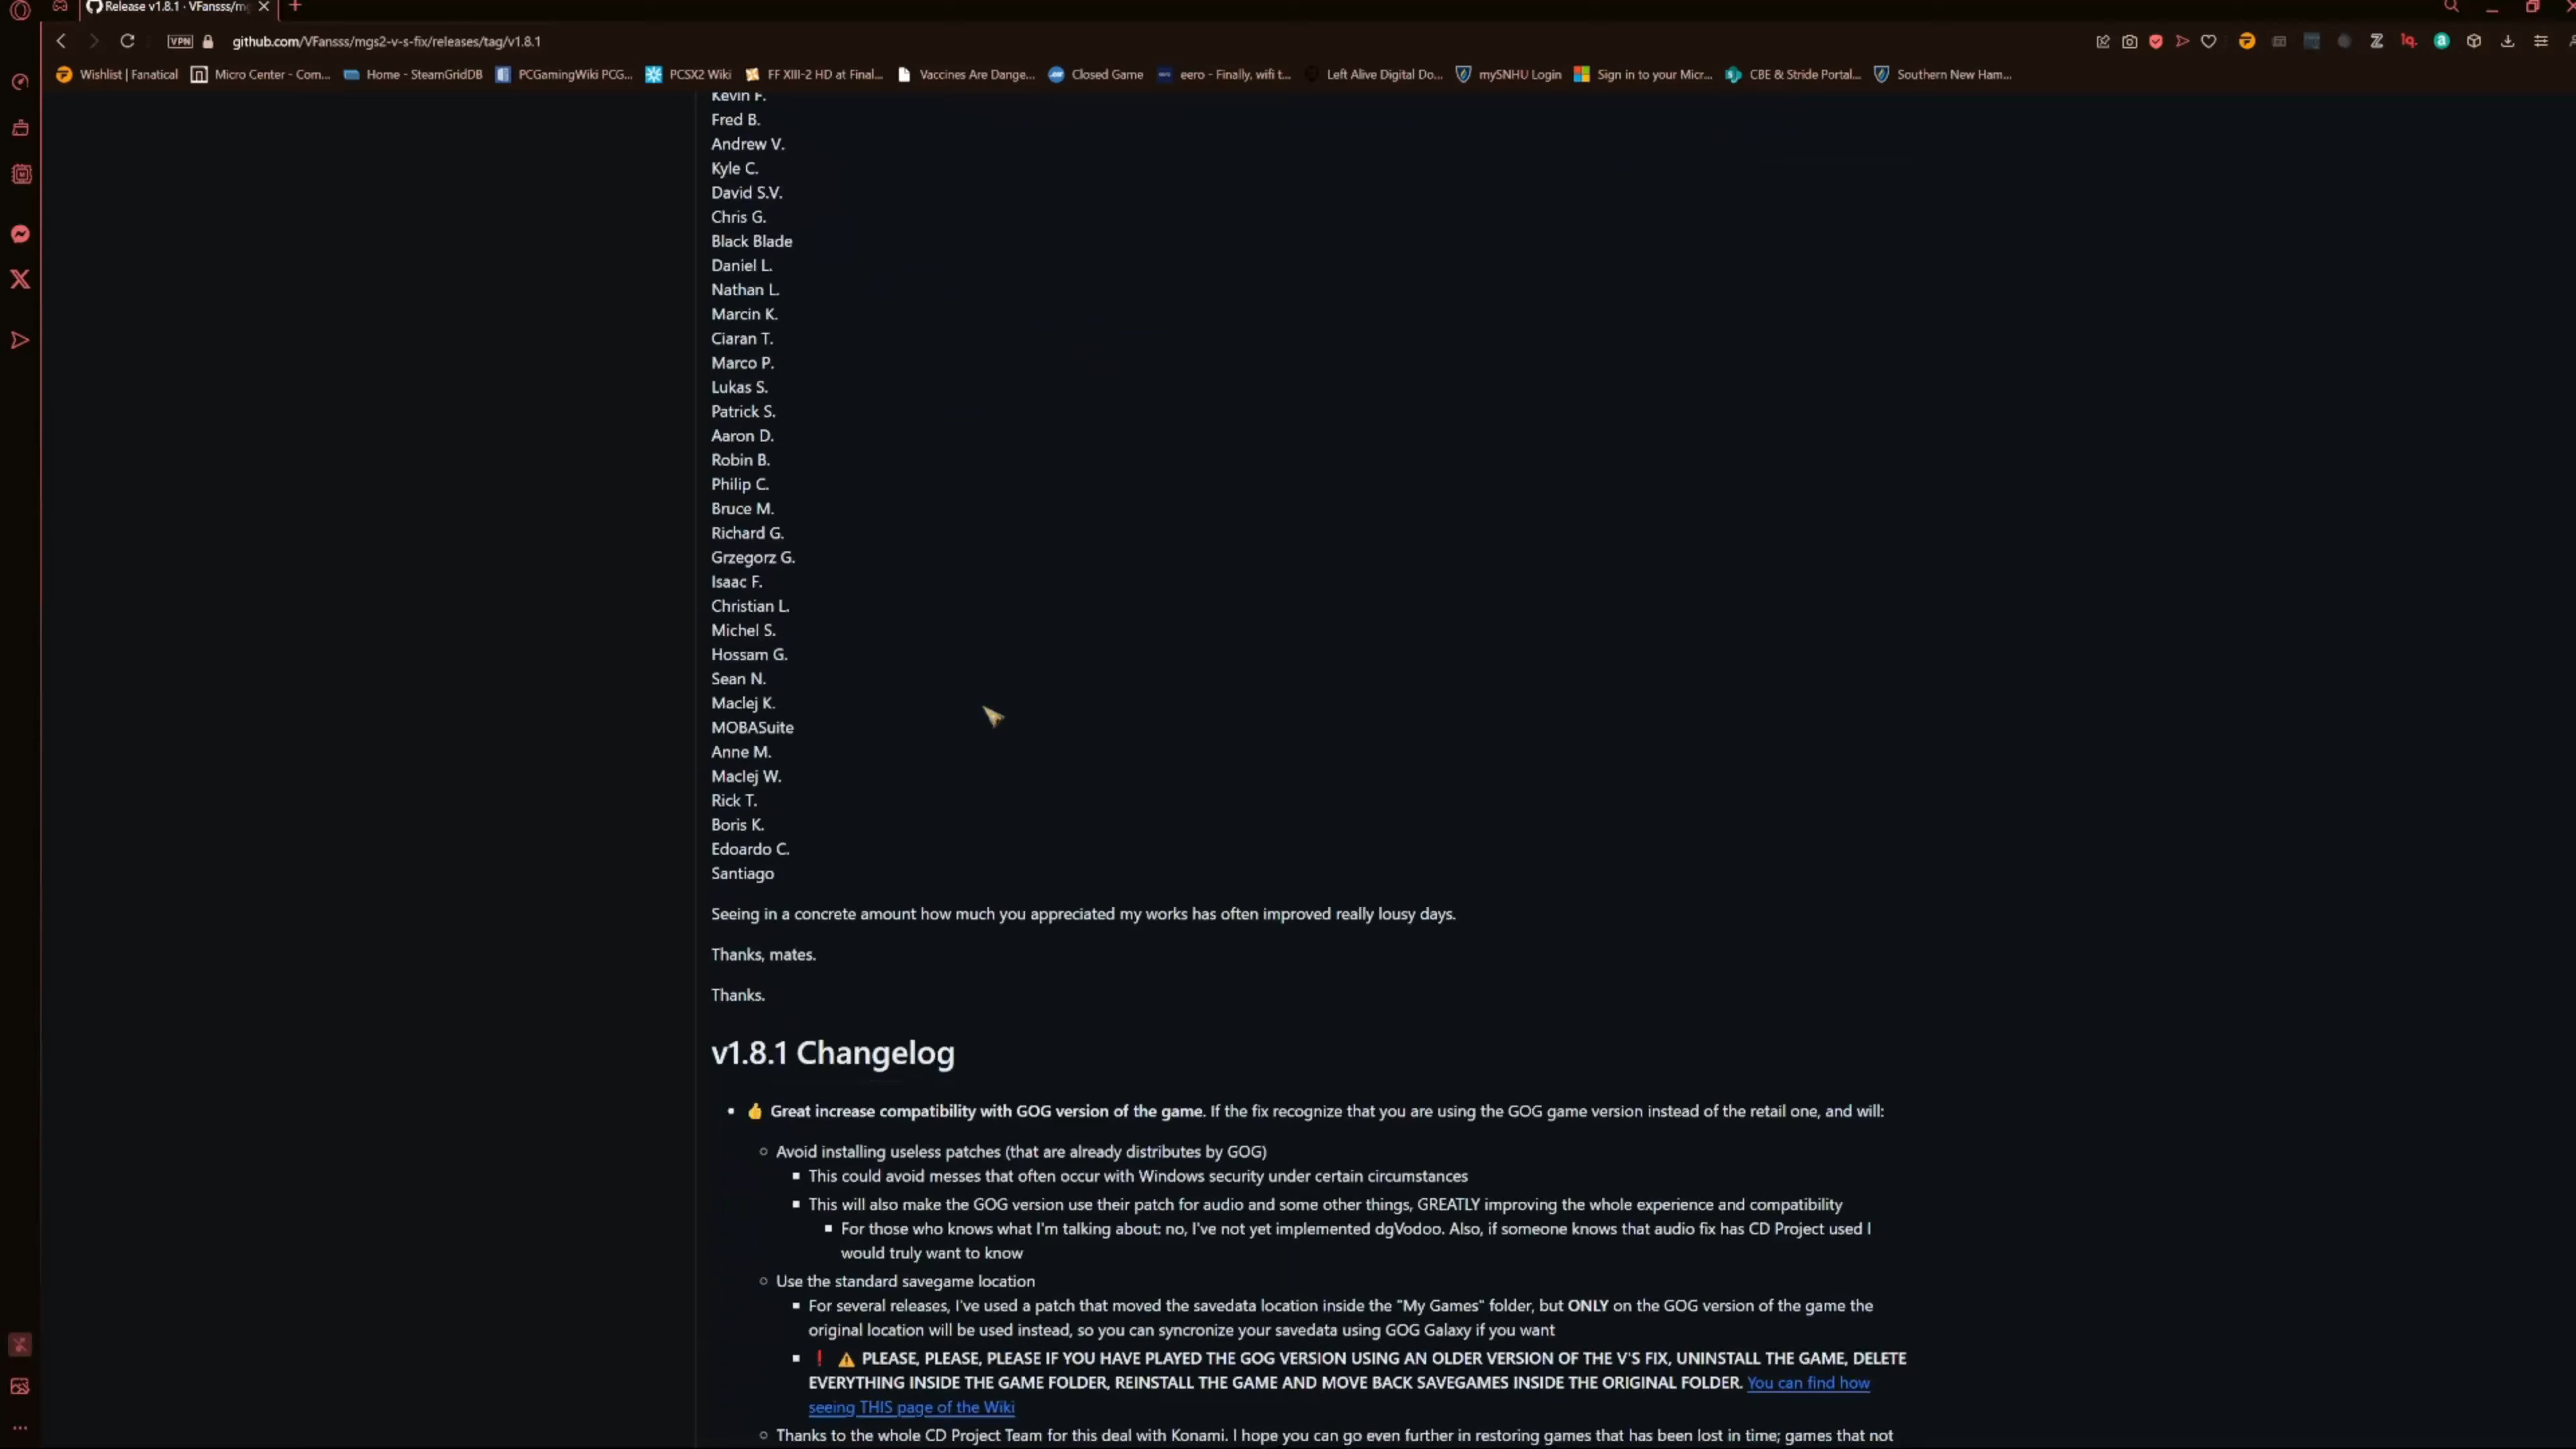 Release v1.8.1 · VFansss/mg
github.com/VFansss/mgs2-v-s-fix/releases/tag/v1.8.1
VPN
Wishlist | Fanatical
Micro Center - Com...
Home - SteamGridDB
PCGamingWiki PCG...
PCSX2 Wiki
FF XIII-2 HD at Final...
Vaccines Are Dange...
Closed Game
eero - Finally, wifi t...
Left Alive Digital Do...
mySNHU Login
Sign in to your Micr...
CBE & Stride Portal...
Southern New Ham...
Kevin F.
Fred B.
Andrew V.
Kyle C.
David S.V.
Chris G.
Black Blade
Daniel L.
Nathan L.
Marcin K.
Ciaran T.
Marco P.
Lukas S.
Patrick S.
Aaron D.
Robin B.
Philip C.
Bruce M.
Richard G.
Grzegorz G.
Isaac F.
Christian L.
Michel S.
Hossam G.
Sean N.
Maclej K.
MOBASuite
Anne M.
Maclej W.
Rick T.
Boris K.
Edoardo C.
Santiago
Seeing in a concrete amount how much you appreciated my works has often improved really lousy days.
Thanks, mates.
Thanks.
v1.8.1 Changelog
• 👍 Great increase compatibility with GOG version of the game. If the fix recognize that you are using the GOG game version instead of the retail one, and will:
Avoid installing useless patches (that are already distributes by GOG)
This could avoid messes that often occur with Windows security under certain circumstances
This will also make the GOG version use their patch for audio and some other things, GREATLY improving the whole experience and compatibility
For those who knows what I'm talking about: no, I've not yet implemented dgVodoo. Also, if someone knows that audio fix has CD Project used I
would truly want to know
Use the standard savegame location
For several releases, I've used a patch that moved the savedata location inside the "My Games" folder, but ONLY on the GOG version of the game the
original location will be used instead, so you can syncronize your savedata using GOG Galaxy if you want
❗ ⚠️ PLEASE, PLEASE, PLEASE IF YOU HAVE PLAYED THE GOG VERSION USING AN OLDER VERSION OF THE V'S FIX, UNINSTALL THE GAME, DELETE
EVERYTHING INSIDE THE GAME FOLDER, REINSTALL THE GAME AND MOVE BACK SAVEGAMES INSIDE THE ORIGINAL FOLDER. You can find how
seeing THIS page of the Wiki
Thanks to the whole CD Project Team for this deal with Konami. I hope you can go even further in restoring games that has been lost in time; games that not